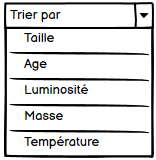 Trier par
Taille
Age
Luminosité
Masse
Température